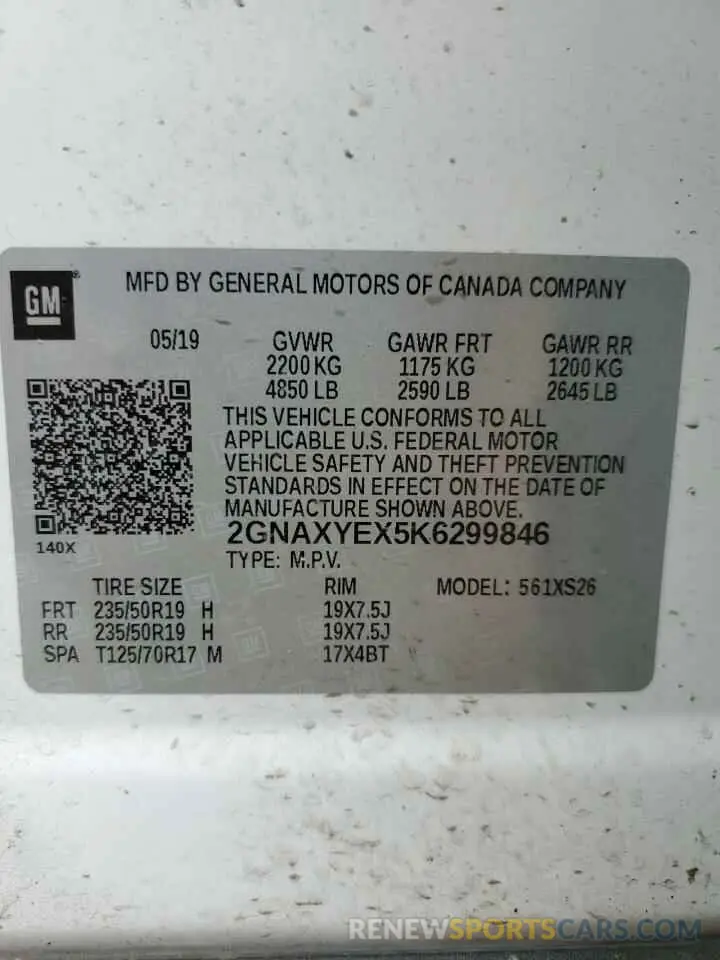 GM ®
MFD BY GENERAL MOTORS OF CANADA COMPANY
05/19 GVWR GAWR FRT GAWR RR
2200 KG 1175 KG 1200 KG
4850 LB 2590 LB 2645 LB
THIS VEHICLE CONFORMS TO ALL
APPLICABLE U.S. FEDERAL MOTOR
VEHICLE SAFETY AND THEFT PREVENTION
STANDARDS IN EFFECT ON THE DATE OF
MANUFACTURE SHOWN ABOVE.
2GNAXYEX5K6299846
140X
TYPE: M.P.V.
TIRE SIZE RIM MODEL: 561XS26
FRT 235/50R19 H 19X7.5J
RR 235/50R19 H 19X7.5J
SPA T125/70R17 M 17X4BT
RENEWSPORTSCARS.COM